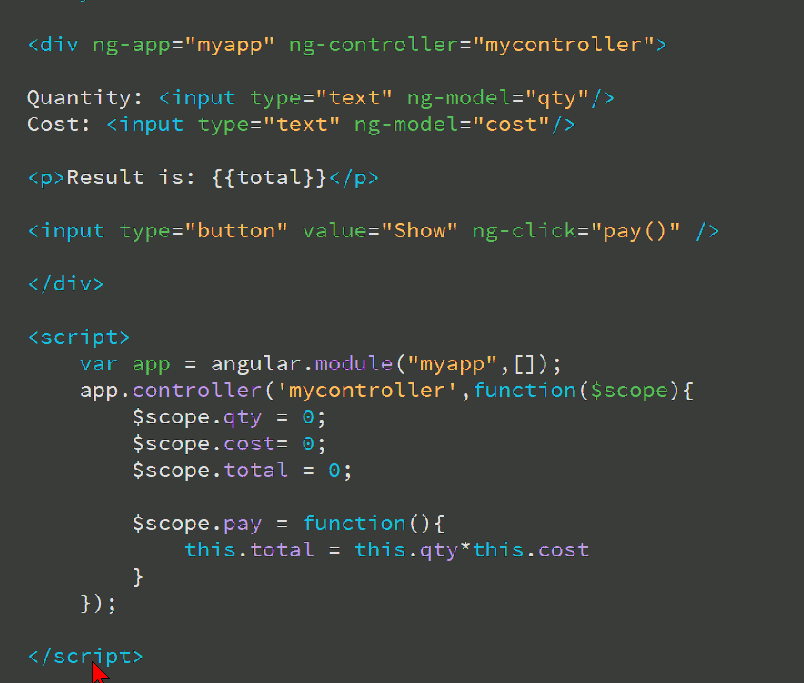 <div ng-app="myapp" ng-controller="mycontroller">
Quantity: <input type="text" ng-model="qty"/>
Cost: <input type="text" ng-model="cost"/>
<p>Result is: {{total}}</p>
<input type="button" value="Show" ng-click="pay()" />
</div>
<script>
var app = angular.module("myapp",[]);
app.controller('mycontroller',function($scope){
$scope.qty = 0;
$scope.cost= 0;
$scope.total = 0;
$scope.pay = function(){
this.total = this.qty*this.cost
}
});
</script>